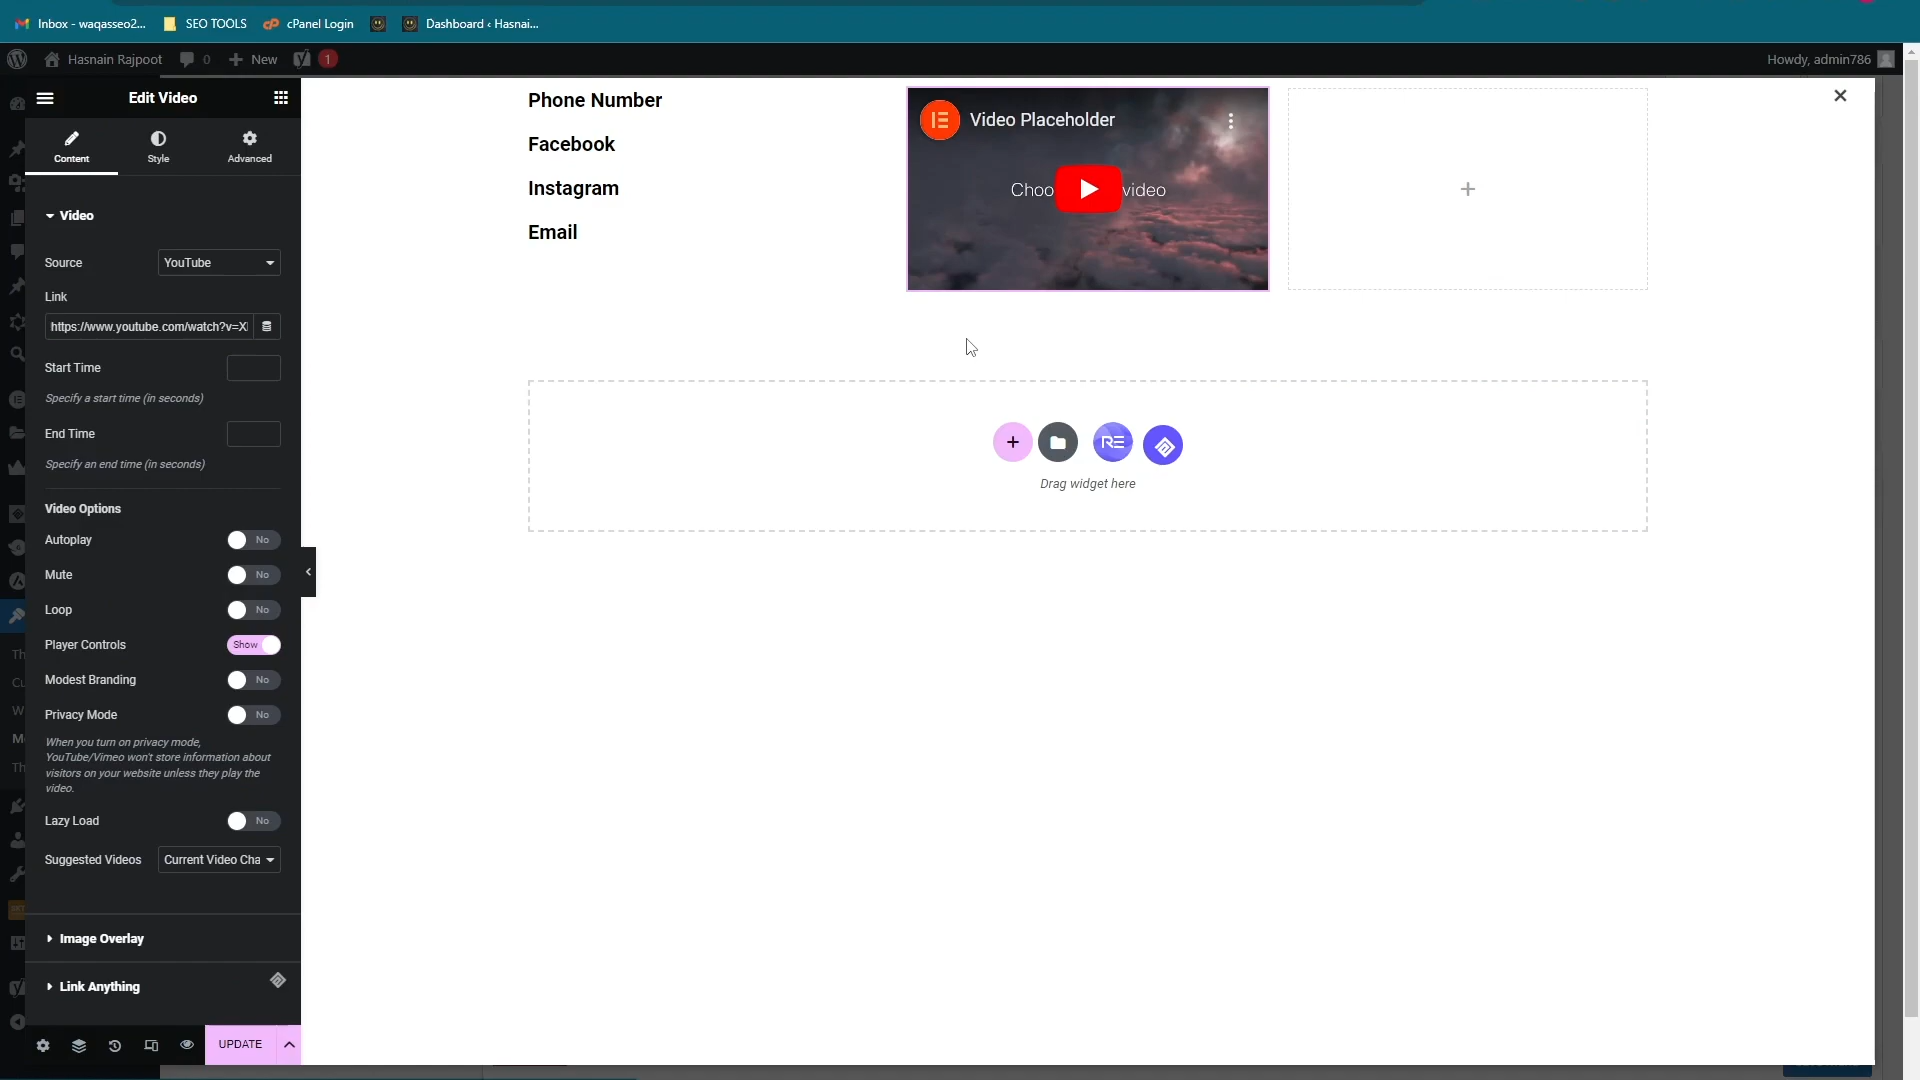 Inbox - waqasseo2...
SEO TOOLS
cPanel Login
Dashboard ‹ Hasnai...
Hasnain Rajpoot
0
New
1
Howdy, admin786
Edit Video
Content
Style
Advanced
Video
Source
YouTube
Link
https://www.youtube.com/watch?v=X
Start Time
Specify a start time (in seconds)
End Time
Specify an end time (in seconds)
Video Options
Autoplay
No
Mute
No
Loop
No
Player Controls
Show
Modest Branding
No
Privacy Mode
No
When you turn on privacy mode,
YouTube/Vimeo won't store information about
visitors on your website unless they play the
video.
Lazy Load
No
Suggested Videos
Current Video Cha
Image Overlay
Link Anything
UPDATE
Phone Number
Facebook
Instagram
Email
Video Placeholder
Choo
video
Drag widget here